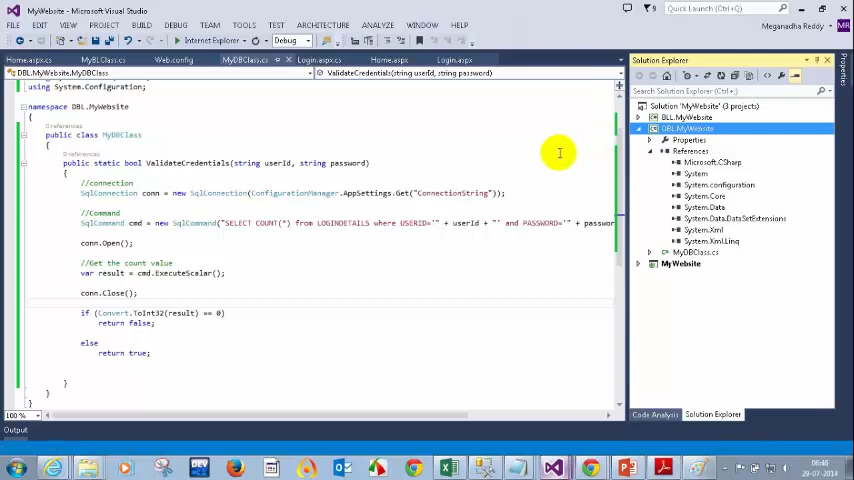 MyWebsite - Microsoft Visual Studio
9
Quick Launch (Ctrl+Q)
FILE EDIT VIEW PROJECT BUILD DEBUG TEAM TOOLS TEST ARCHITECTURE ANALYZE WINDOW HELP
Meganadha Reddy
MR
Internet Explorer
Debug
Home.aspx.cs MyBLClass.cs Web.config MyDBClass.cs Login.aspx.cs Home.aspx Login.aspx
DBL.MyWebsite.MyDBClass
ValidateCredentials(string userId, string password)
using System.Configuration;
namespace DBL.MyWebsite
{
0 references
public class MyDBClass
{
0 references
public static bool ValidateCredentials(string userId, string password)
{
//connection
SqlConnection conn = new SqlConnection(ConfigurationManager.AppSettings.Get("ConnectionString"));
//Command
SqlCommand cmd = new SqlCommand("SELECT COUNT(*) from LOGINDETAILS where USERID='" + userId + "' and PASSWORD='" + passwor
conn.Open();
//Get the count value
var result = cmd.ExecuteScalar();
conn.Close();
if (Convert.ToInt32(result) == 0)
return false;
else
return true;
}
}
}
100 %
Output
Solution Explorer
Search Solution Explorer (Ctrl+;)
Solution 'MyWebsite' (3 projects)
BLL.MyWebsite
DBL.MyWebsite
Properties
References
Microsoft.CSharp
System
System.configuration
System.Core
System.Data
System.Data.DataSetExtensions
System.Xml
System.Xml.Linq
MyDBClass.cs
MyWebsite
Code Analysis Solution Explorer
Properties
DEV
06:46
29-07-2014